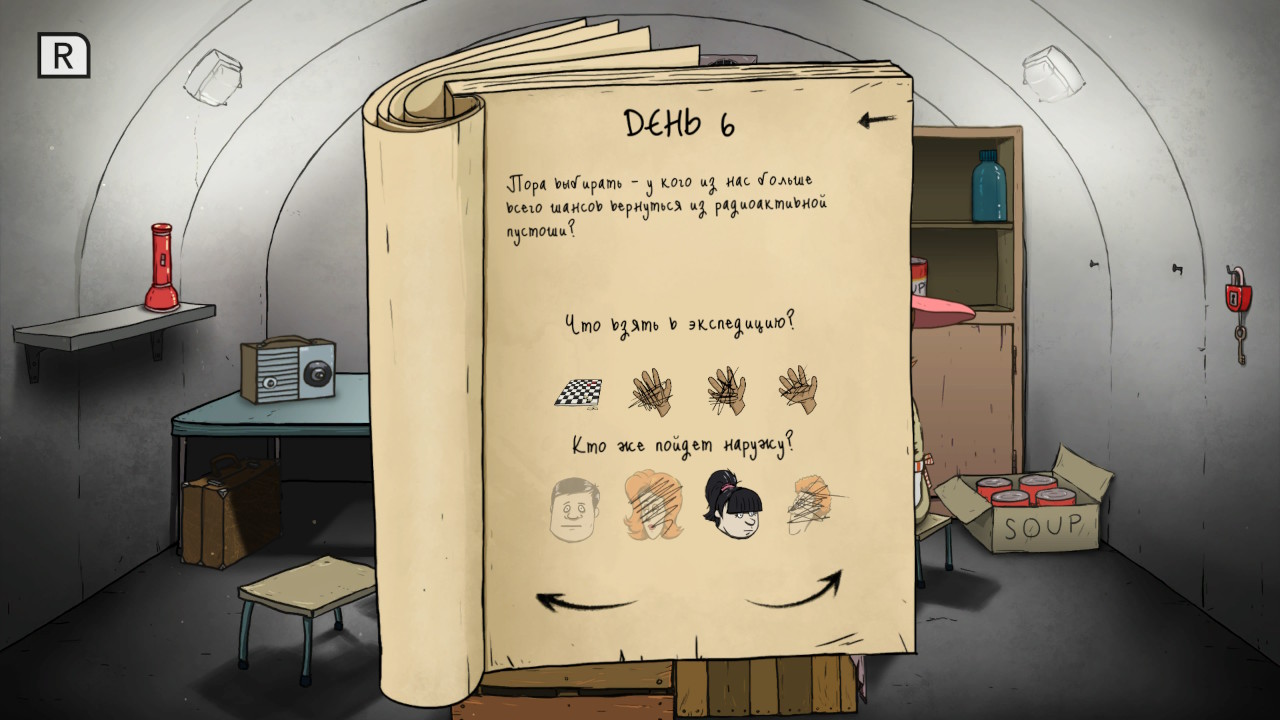 R
ДЕНЬ 6
Пора выбирать - у кого из нас больше
всего шансов вернуться из радиоактивной
пустоши?
Что взять в экспедицию?
Кто же пойдет наружу?
SOUP